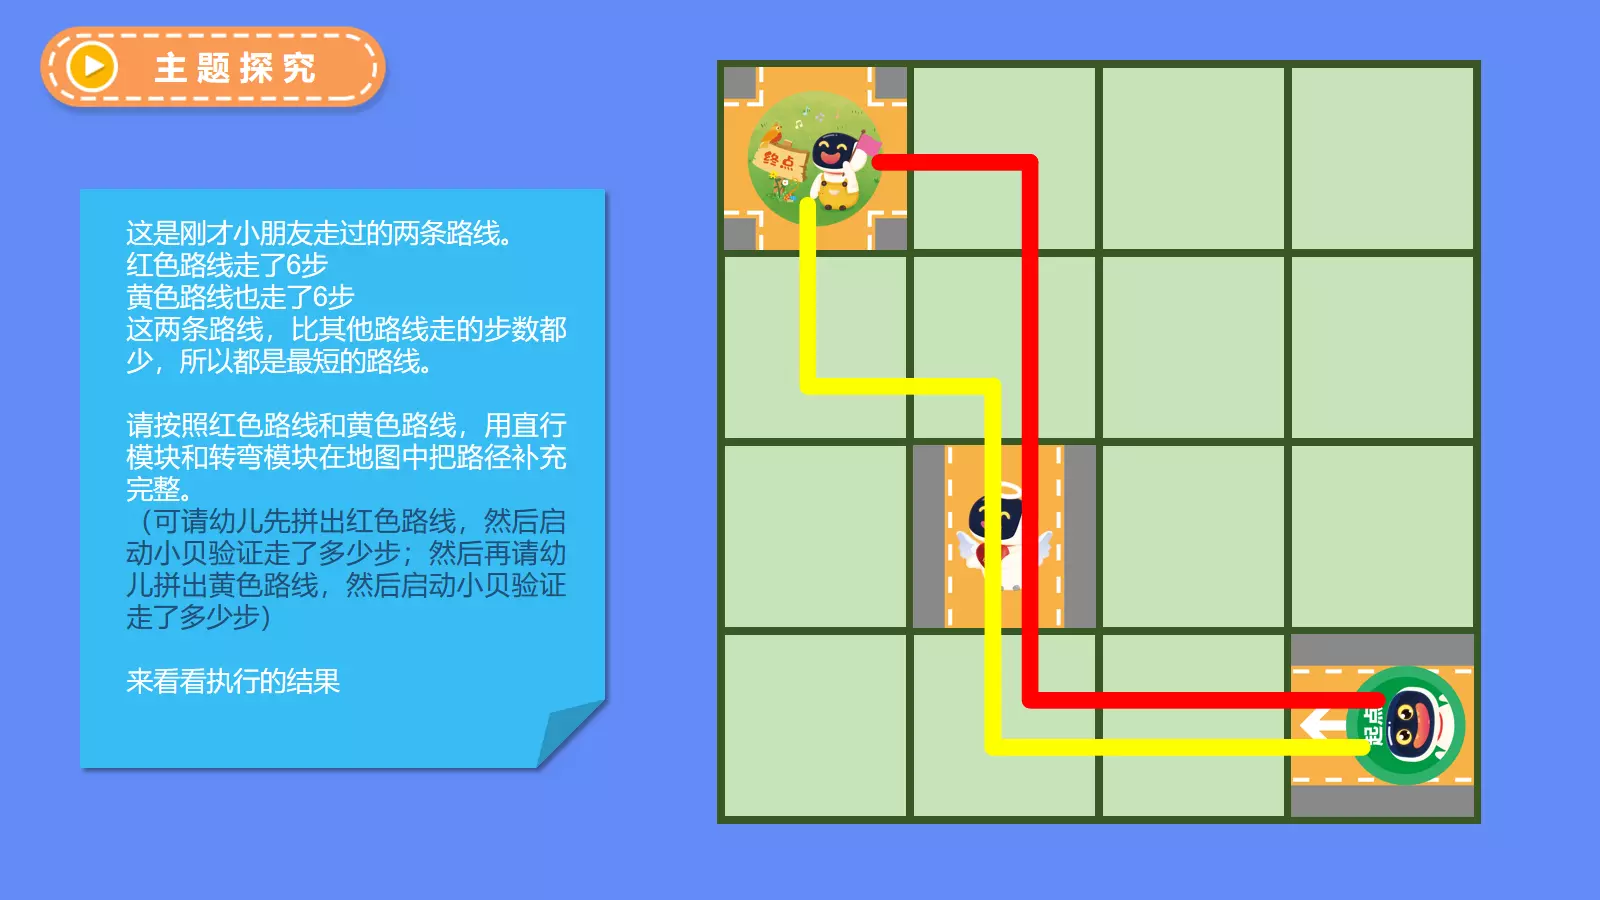 主题探究
这是刚才小朋友走过的两条路线。
红色路线走了6步
黄色路线也走了6步
这两条路线，比其他路线走的步数都
少，所以都是最短的路线。
请按照红色路线和黄色路线，用直行
模块和转弯模块在地图中把路径补充
完整。
（可请幼儿先拼出红色路线，然后启
动小贝验证走了多少步；然后再请幼
儿拼出黄色路线，然后启动小贝验证
走了多少步）
来看看执行的结果
终点
起点